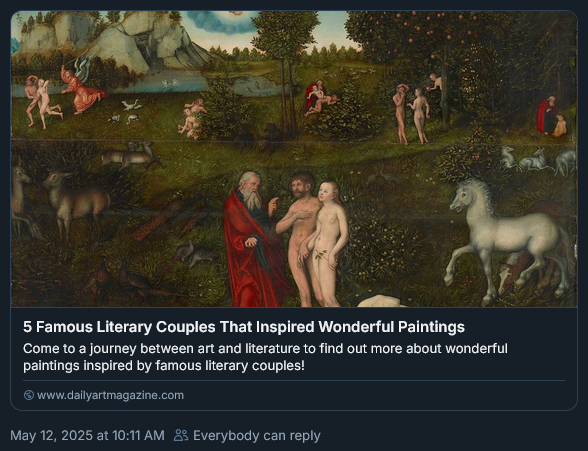 5 Famous Literary Couples That Inspired Wonderful Paintings
Come to a journey between art and literature to find out more about wonderful
paintings inspired by famous literary couples!
www.dailyartmagazine.com
May 12, 2025 at 10:11 AM Everybody can reply